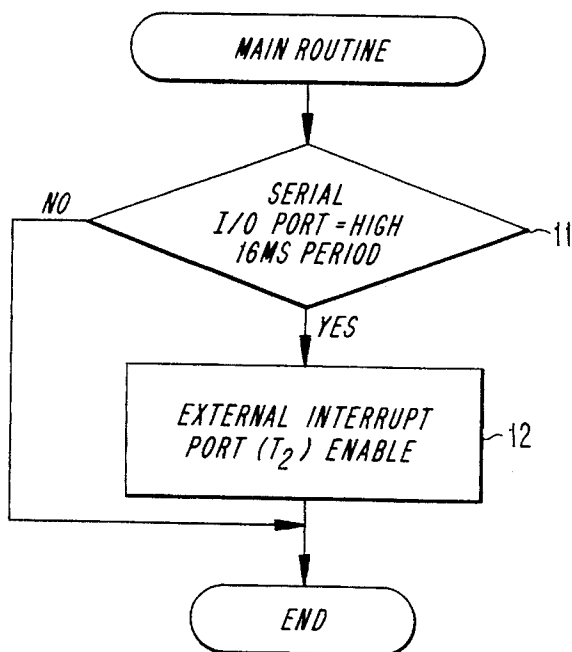 MAIN ROUTINE
SERIAL
I/O PORT = HIGH
16MS PERIOD
11
NO
YES
EXTERNAL INTERRUPT
PORT (T₂) ENABLE
12
END